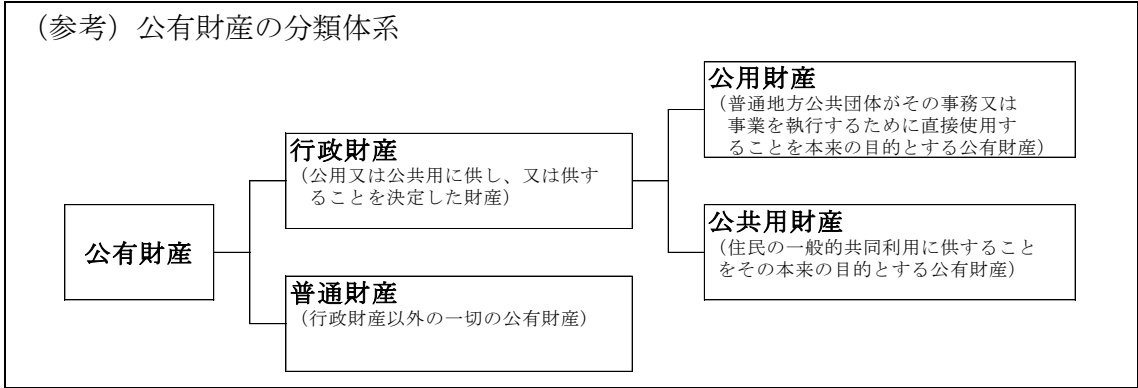 (参考)公有財産の分類体系
公有財産
行政財産
(公用又は公共用に供し、又は供す
ることを決定した財産)
普通財産
(行政財産以外の一切の公有財産)
公用財産
(普通地方公共団体がその事務又は
事業を執行するために直接使用す
ることを本来の目的とする公有財産)
公共用財産
(住民の一般的共同利用に供すること
をその本来の目的とする公有財産)